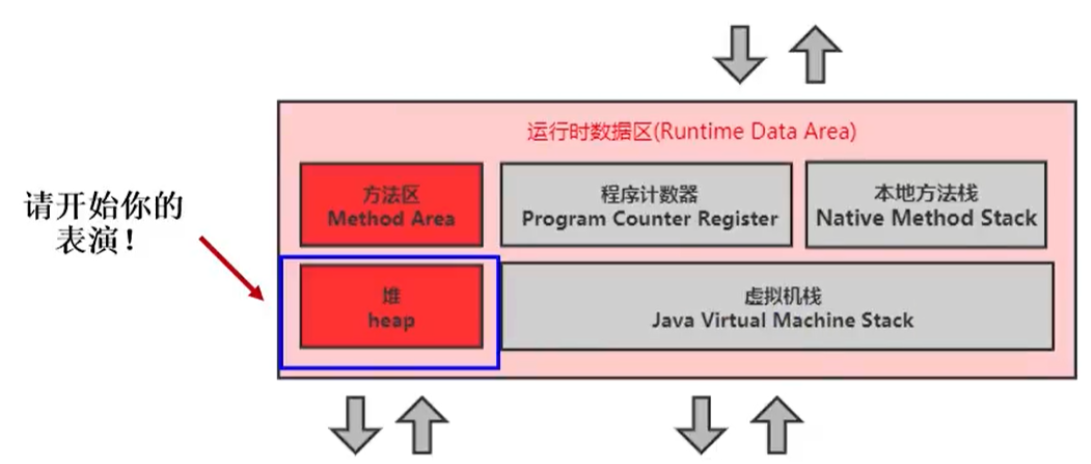 运行时数据区(Runtime Data Area)
方法区
Method Area
程序计数器
Program Counter Register
本地方法栈
Native Method Stack
请开始你的
表演！
堆
heap
虚拟机栈
Java Virtual Machine Stack